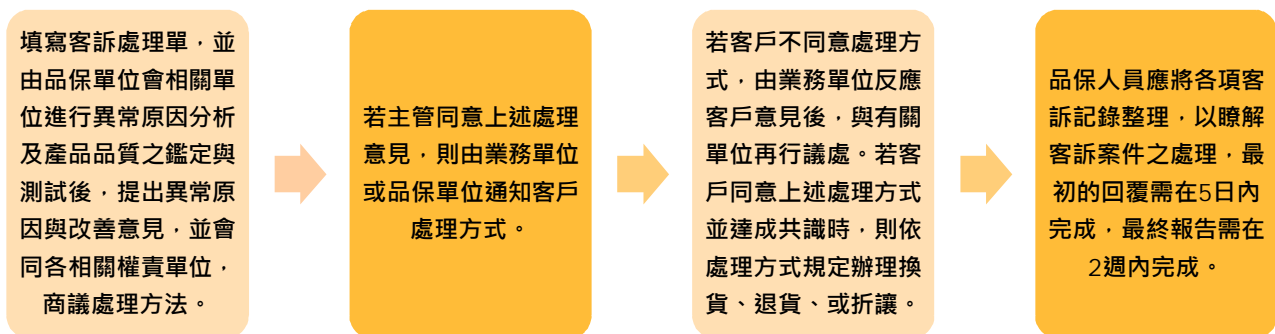 填寫客訴處理單，並
由品保單位會相關單
位進行異常原因分析
及產品品質之鑑定與
測試後，提出異常原
因與改善意見，並會
同各相關權責單位，
商議處理方法。
若主管同意上述處理
意見，則由業務單位
或品保單位通知客戶
處理方式。
若客戶不同意處理方
式，由業務單位反應
客戶意見後，與有關
單位再行議處。若客
戶同意上述處理方式
並達成共識時，則依
處理方式規定辦理換
貨、退貨、或折讓。
品保人員應將各項客
訴記錄整理，以瞭解
客訴案件之處理，最
初的回覆需在5日內
完成，最終報告需在
2週內完成。